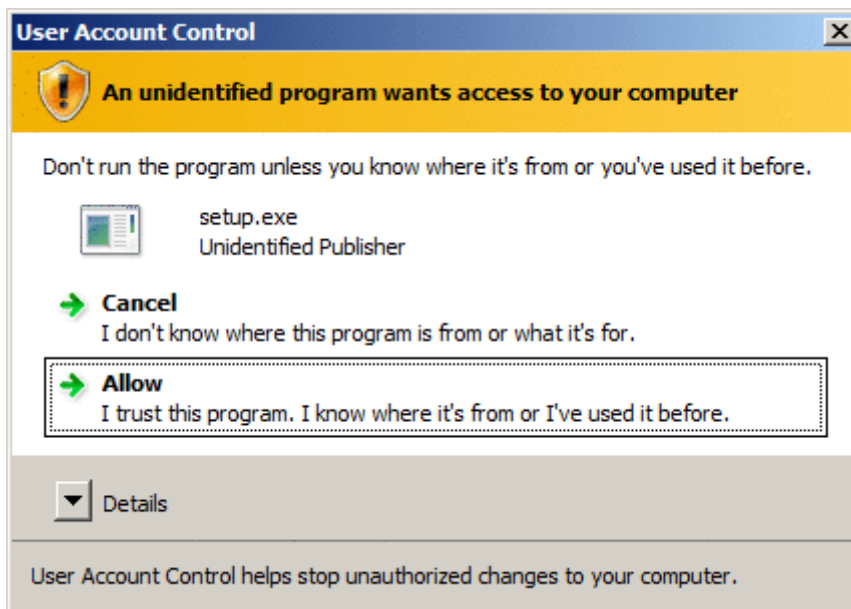 User Account Control
An unidentified program wants access to your computer
Don't run the program unless you know where it's from or you've used it before.
setup.exe
Unidentified Publisher
Cancel
I don't know where this program is from or what it's for.
Allow
I trust this program. I know where it's from or I've used it before.
Details
User Account Control helps stop unauthorized changes to your computer.